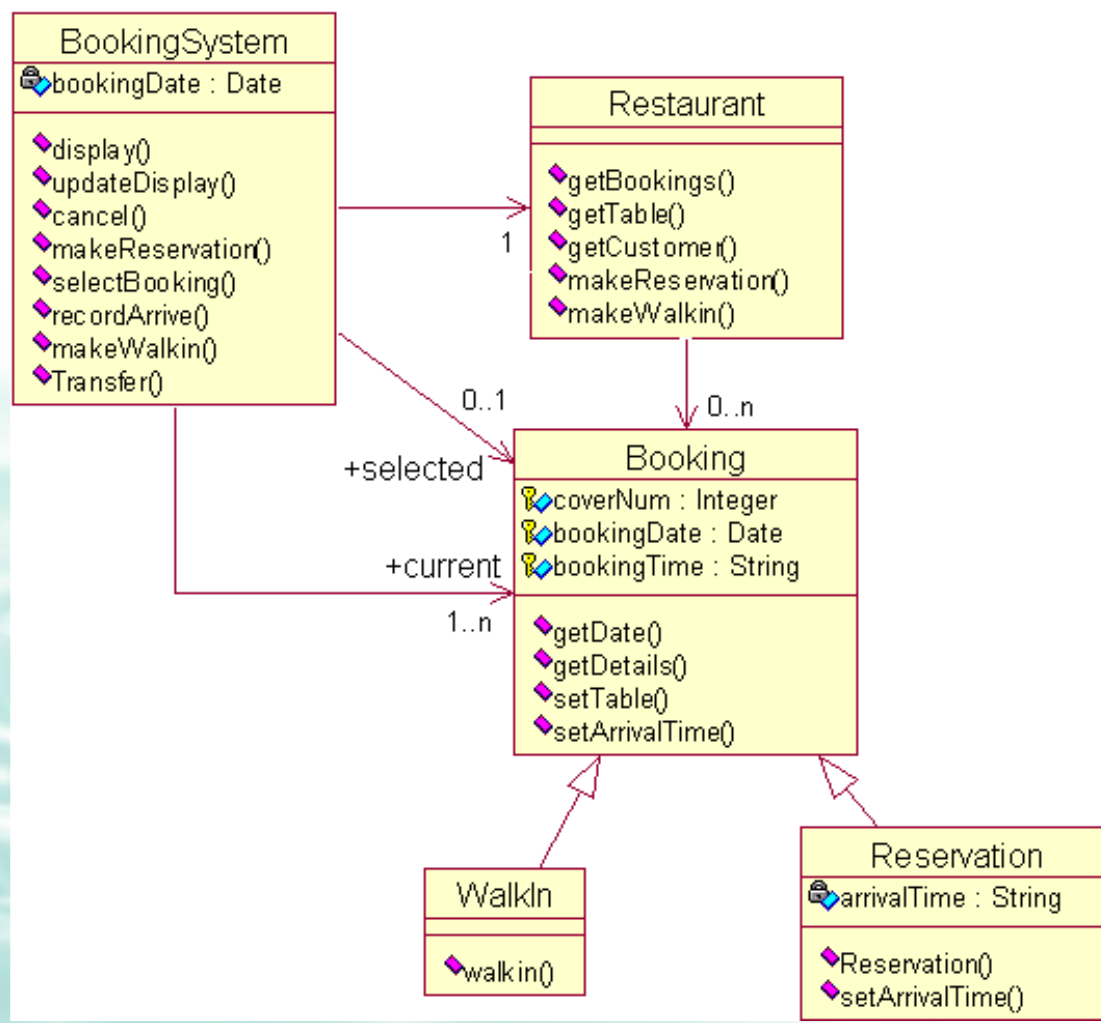 BookingSystem
bookingDate : Date
display()
updateDisplay()
cancel()
makeReservation()
selectBooking()
recordArrive()
makeWalkin()
Transfer()
Restaurant
getBookings()
getTable()
getCustomer()
makeReservation()
makeWalkin()
1
0..1
+selected
0..n
+current
1..n
Booking
coverNum : Integer
bookingDate : Date
bookingTime : String
getDate()
getDetails()
setTable()
setArrivalTime()
WalkIn
walkin()
Reservation
arrivalTime : String
Reservation()
setArrivalTime()